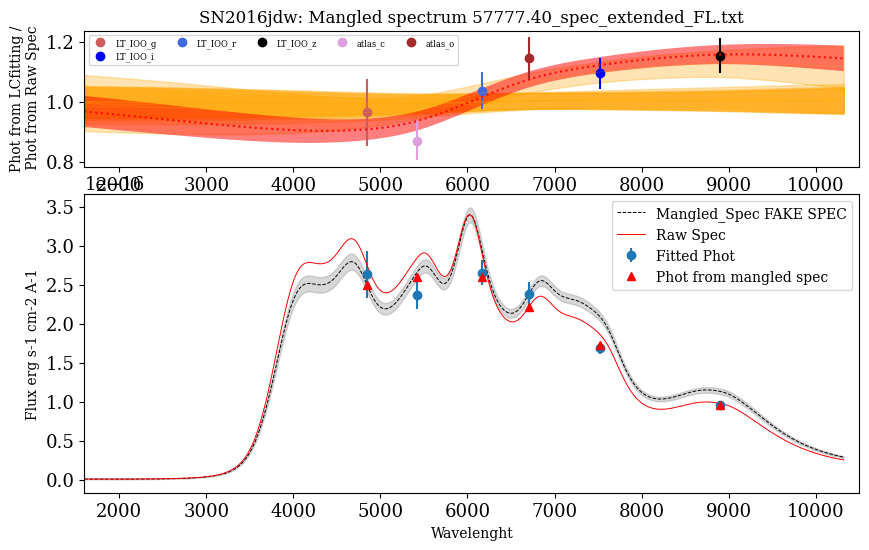 SN2016jdw: Mangled spectrum 57777.40_spec_extended_FL.txt
Phot from LCfitting /
Phot from Raw Spec
1.2
1.0
0.8
LT_IOO_g LT_IOO_r LT_IOO_z atlas_c atlas_o
LT_IOO_i
2000 3000 4000 5000 6000 7000 8000 9000 10000
1e−16
Flux erg s-1 cm-2 A-1
3.5
3.0
2.5
2.0
1.5
1.0
0.5
0.0
Mangled_Spec FAKE SPEC
Raw Spec
Fitted Phot
Phot from mangled spec
2000 3000 4000 5000 6000 7000 8000 9000 10000
Wavelenght